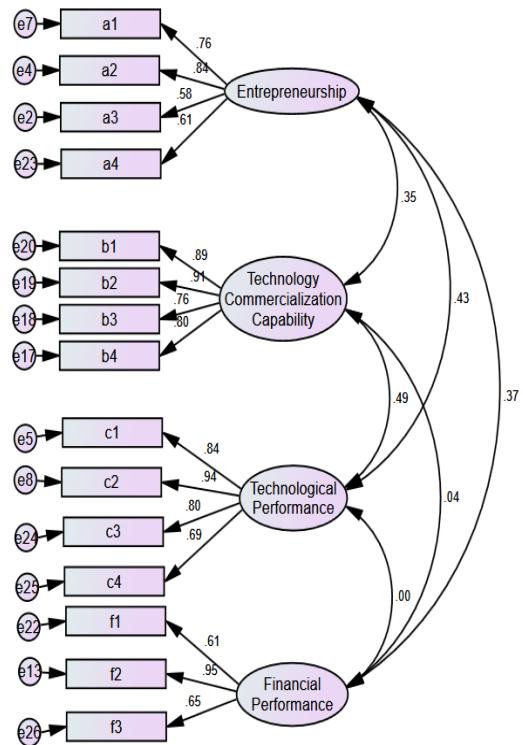 e7 a1
.76
e4 a2 .84
Entrepreneurship
.58
e2 a3
.61
e23 a4
.35
e20 b1
.89
e19 b2 .91
Technology
Commercialization
Capability
.76
e18 b3
.80
e17 b4
.43
.49
.37
e5 c1
.84
e8 c2
.94
Technological
Performance
.04
e24 c3 .80
.69
e25 c4
.00
e22 f1
.61
e13 f2 .95
Financial
Performance
.65
e26 f3